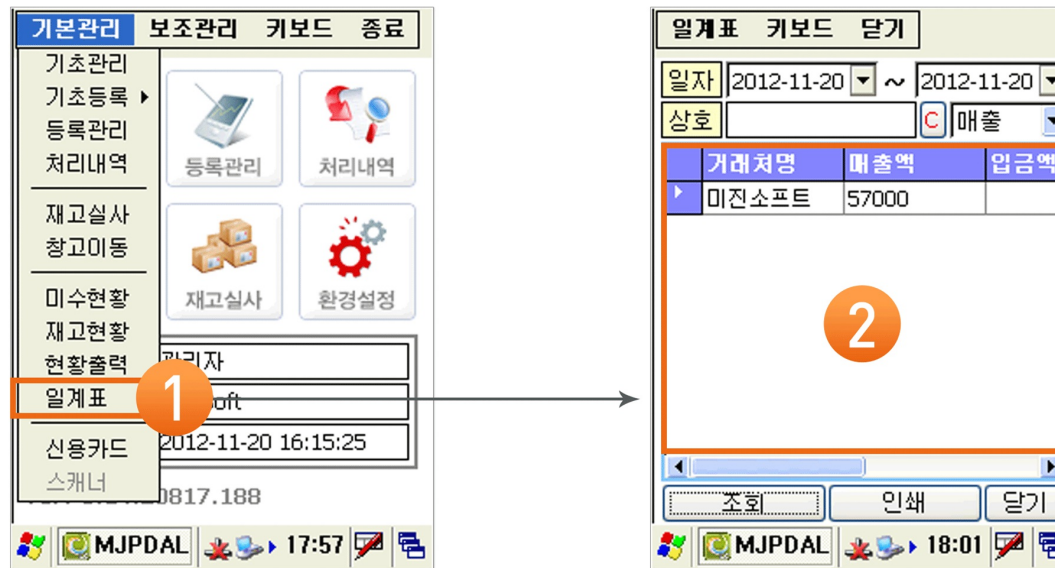 기본관리 보조관리 키보드 종료
기초관리
기초등록
등록관리
처리내역
재고실사
창고이동
미수현황
재고현황
현황출력
일계표
신용카드
스캐너
등록관리 처리내역
재고실사 환경설정
관리자
1
oft
2012-11-20 16:15:25
0817.188
MJPDAL 17:57
일계표 키보드 닫기
일자 2012-11-20 ~ 2012-11-20
상호 C 매출
거래처명 매출액 입금액
미진소프트 57000
2
조회 인쇄 닫기
MJPDAL 18:01